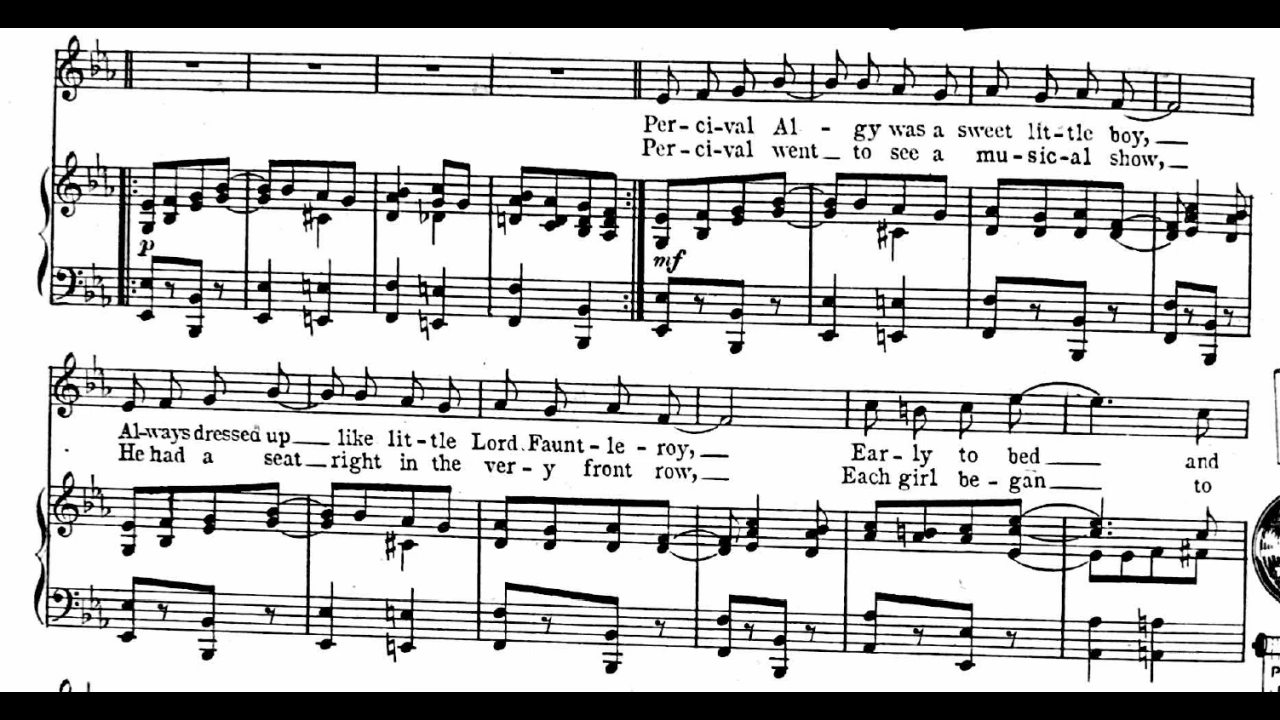 Per-ci-val Al - gy was a sweet lit-tle boy,
Per-ci-val went to see a mu-sic-al show,
p
mf
Al-ways dressed up like lit-tle Lord Faunt-le-roy, Ear-ly to bed and
He had a seat right in the ver-y front row, Each girl be-gan to